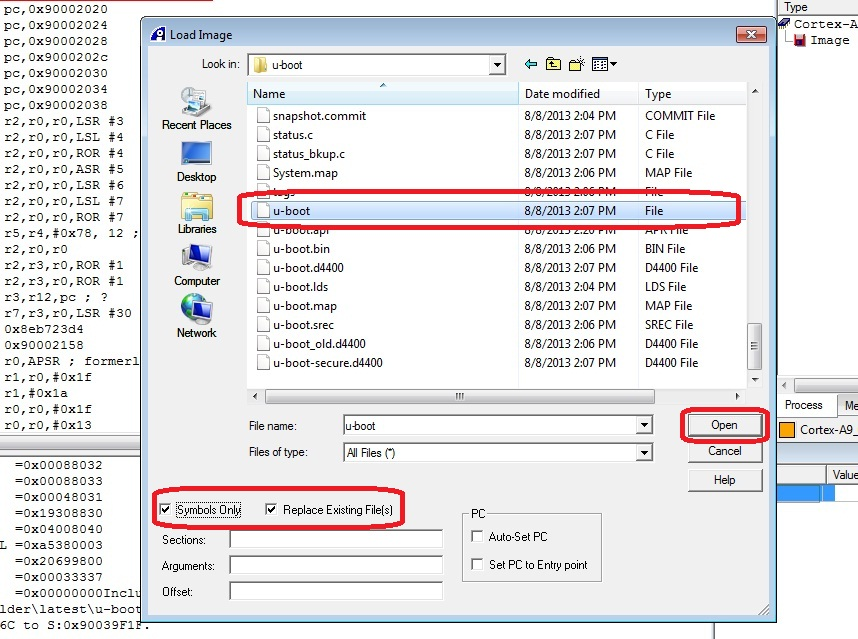 pc,0x90002020
pc,0x90002024
pc,0x90002028
pc,0x9000202c
pc,0x90002030
pc,0x90002034
pc,0x90002038
r2,r0,r0,LSR #3
r2,r0,r0,LSL #4
r2,r0,r0,ROR #4
r2,r0,r0,ASR #5
r2,r0,r0,LSR #6
r2,r0,r0,LSL #7
r2,r0,r0,ROR #7
r5,r4,#0x78, 12 ;
r2,r0,r0
r2,r3,r0,ROR #1
r2,r3,r0,ROR #1
r3,r12,pc ; ?
r7,r3,r0,LSR #30
0x8eb723d4
0x90002158
r0,APSR ; formerl
r1,r0,#0x1f
r1,#0x1a
r0,r0,#0x1f
r0,r0,#0x13
=0x00088032
=0x00088033
=0x00048031
=0x19308830
=0x04008040
L =0xa5380003
=0x20699800
=0x00033337
=0x00000000Inclu
lder\latest\u-boot
6C to S:0x90039F1F.
Load Image
Look in: u-boot
Recent Places
Desktop
Libraries
Computer
Network
Name Date modified Type
snapshot.commit 8/8/2013 2:04 PM COMMIT File
status.c 8/8/2013 2:07 PM C File
status_bkup.c 8/8/2013 2:07 PM C File
System.map 8/8/2013 2:06 PM MAP File
tags 8/8/2013 2:06 PM File
u-boot 8/8/2013 2:07 PM File
u-boot.apr 8/8/2013 2:20 PM APR File
u-boot.bin 8/8/2013 2:06 PM BIN File
u-boot.d4400 8/8/2013 2:07 PM D4400 File
u-boot.lds 8/8/2013 2:04 PM LDS File
u-boot.map 8/8/2013 2:06 PM MAP File
u-boot.srec 8/8/2013 2:06 PM SREC File
u-boot_old.d4400 8/8/2013 2:07 PM D4400 File
u-boot-secure.d4400 8/8/2013 2:07 PM D4400 File
File name: u-boot Open
Files of type: All Files (*) Cancel
Help
Symbols Only Replace Existing File(s)
Sections:
Arguments:
Offset:
PC
Auto-Set PC
Set PC to Entry point
Type
Cortex-A
Image
Process Me
Cortex-A9_
Value